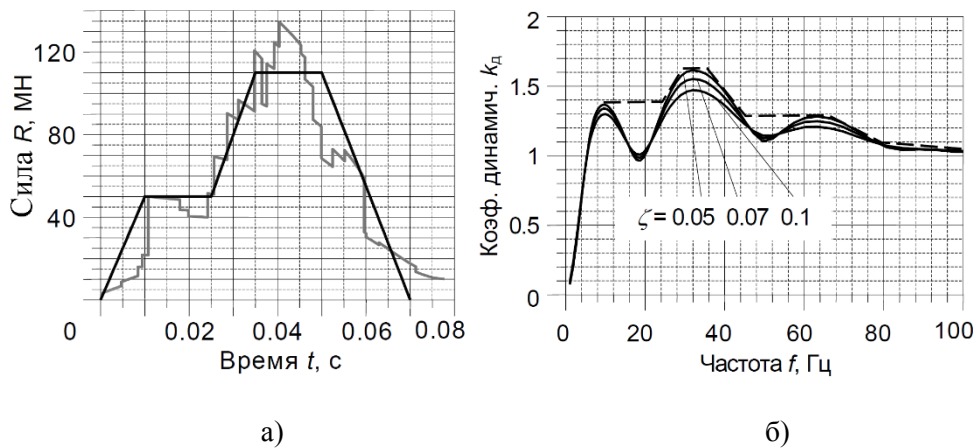 Сила R, МН
120
80
40
0
0.02
0.04
0.06
0.08
Время t, с
а)
Коэф. динамич. kд
2
1.5
1
0.5
0
ζ = 0.05 0.07 0.1
0
20
40
60
80
100
Частота f, Гц
б)